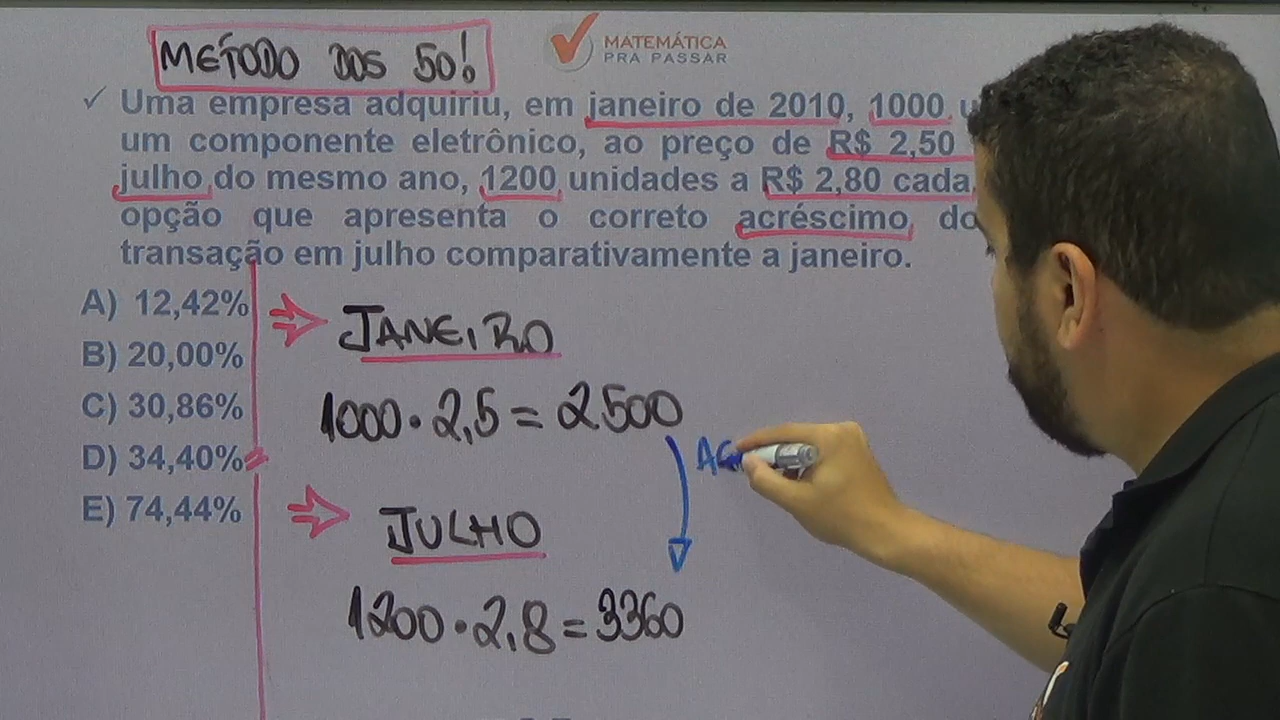 METÓDO DOS 50!
MATEMÁTICA
PRA PASSAR
✓ Uma empresa adquiriu, em janeiro de 2010, 1000
um componente eletrônico, ao preço de R$ 2,50
julho do mesmo ano, 1200 unidades a R$ 2,80 cada
opção que apresenta o correto acréscimo, do
transação em julho comparativamente a janeiro.
A) 12,42%
B) 20,00%
C) 30,86%
D) 34,40%
E) 74,44%
JANEIRO
1000 · 2,5 = 2500
JULHO
1200 · 2,8 = 3360